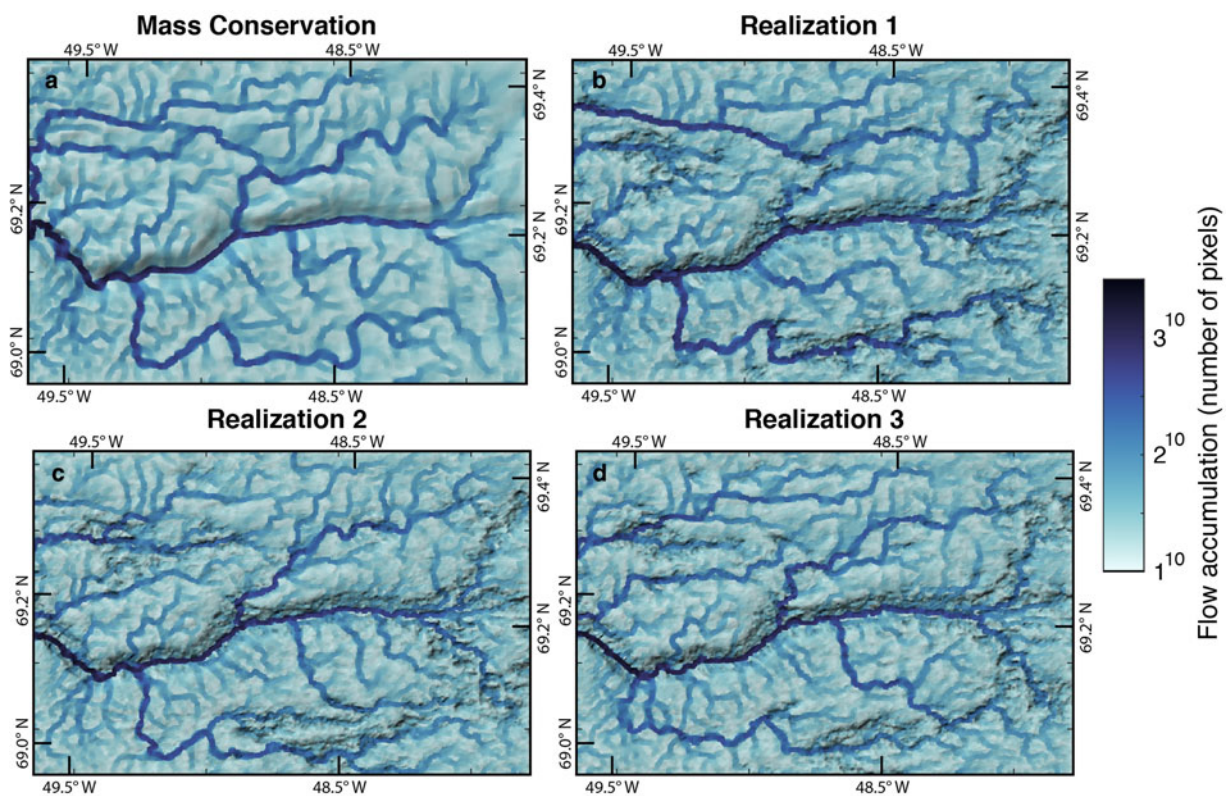 Mass Conservation
Realization 1
49.5°W
48.5°W
49.5°W
48.5°W
a
b
69.4° N
69.4° N
69.2° N
69.2° N
69.2° N
69.2° N
69.0° N
69.0° N
49.5°W
48.5°W
49.5°W
48.5°W
Realization 2
Realization 3
49.5°W
48.5°W
49.5°W
48.5°W
c
d
69.4° N
69.4° N
69.2° N
69.2° N
69.2° N
69.2° N
69.0° N
69.0° N
49.5°W
48.5°W
49.5°W
48.5°W
3 10
2 10
1 10
Flow accumulation (number of pixels)